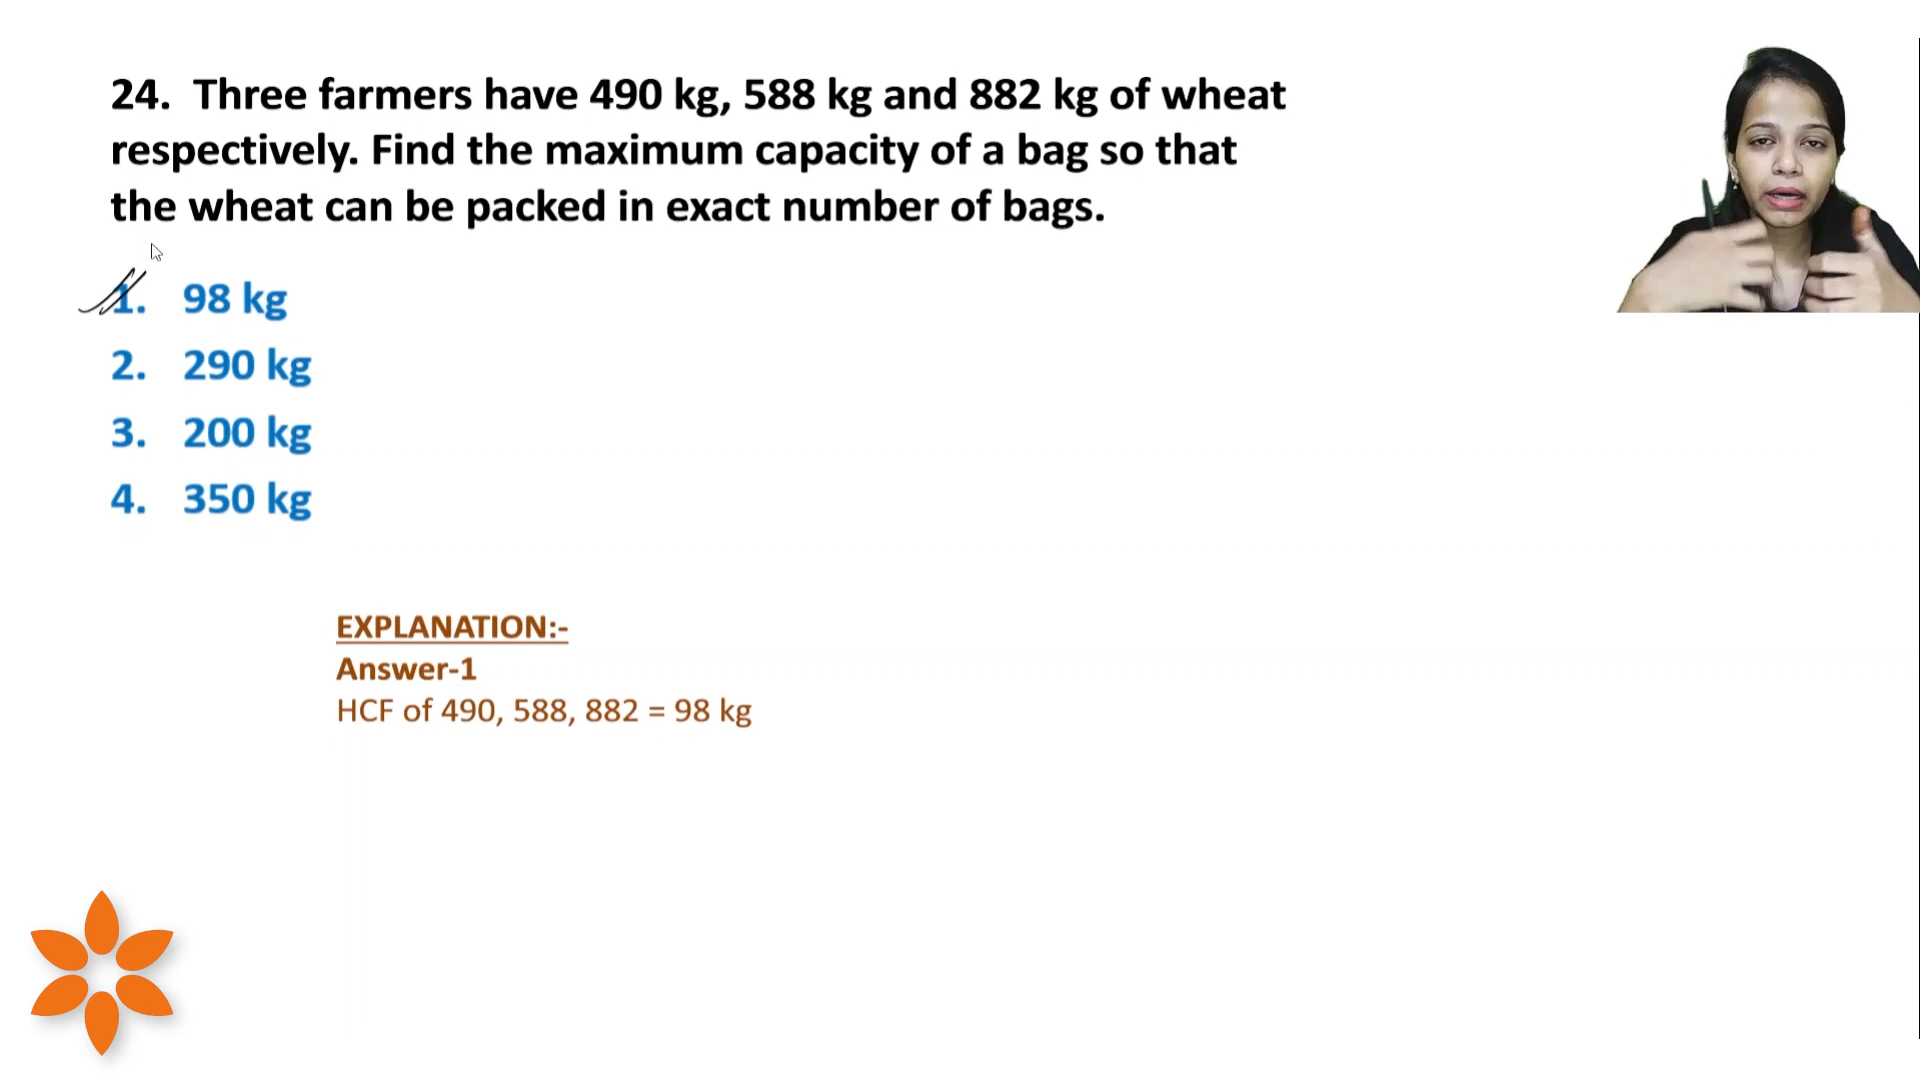 24. Three farmers have 490 kg, 588 kg and 882 kg of wheat
respectively. Find the maximum capacity of a bag so that
the wheat can be packed in exact number of bags.
1. 98 kg
2. 290 kg
3. 200 kg
4. 350 kg
EXPLANATION:-
Answer-1
HCF of 490, 588, 882 = 98 kg